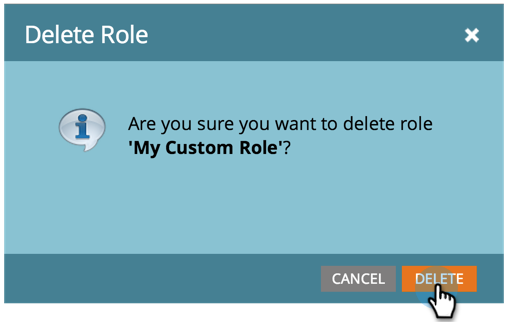 Delete Role
Are you sure you want to delete role
'My Custom Role'?
CANCEL DELETE